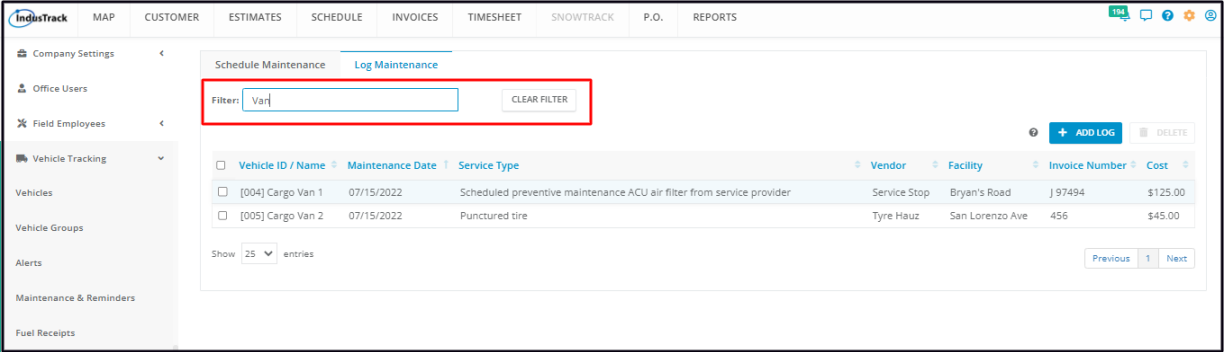 IndusTrack MAP CUSTOMER ESTIMATES SCHEDULE INVOICES TIMESHEET SNOWTRACK P.O. REPORTS 194
Company Settings
Office Users
Field Employees
Vehicle Tracking
Vehicles
Vehicle Groups
Alerts
Maintenance & Reminders
Fuel Receipts
Schedule Maintenance Log Maintenance
Filter: Van CLEAR FILTER
+ ADD LOG DELETE
Vehicle ID / Name Maintenance Date Service Type Vendor Facility Invoice Number Cost
[004] Cargo Van 1 07/15/2022 Scheduled preventive maintenance ACU air filter from service provider Service Stop Bryan's Road J 97494 $125.00
[005] Cargo Van 2 07/15/2022 Punctured tire Tyre Hauz San Lorenzo Ave 456 $45.00
Show 25 entries
Previous 1 Next